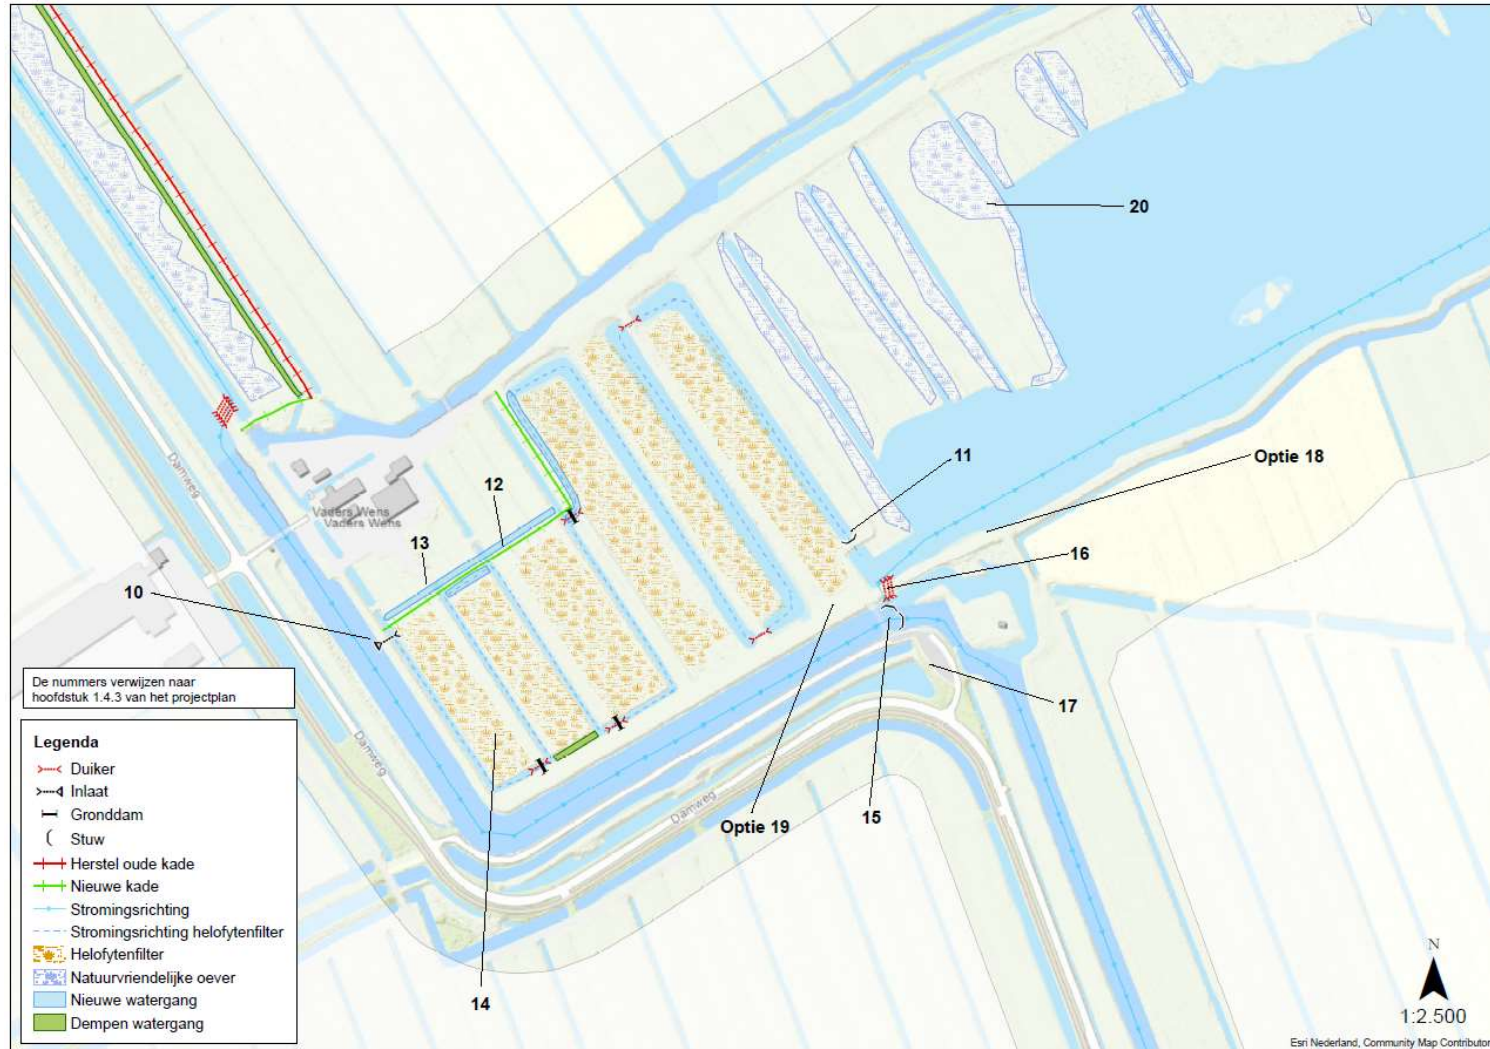 20
11
Optie 18
Damweg
12
Vaders Wens
Vaders Wens
13
16
10
De nummers verwijzen naar
hoofdstuk 1.4.3 van het projectplan
17
Legenda
Duiker
Inlaat
Gronddam
Stuw
Herstel oude kade
Nieuwe kade
Stromingsrichting
Stromingsrichting helofytenfilter
Helofytenfilter
Natuurvriendelijke oever
Nieuwe watergang
Dempen watergang
Damweg
Damweg
Optie 19
15
14
N
1:2.500
Esri Nederland, Community Map Contributor